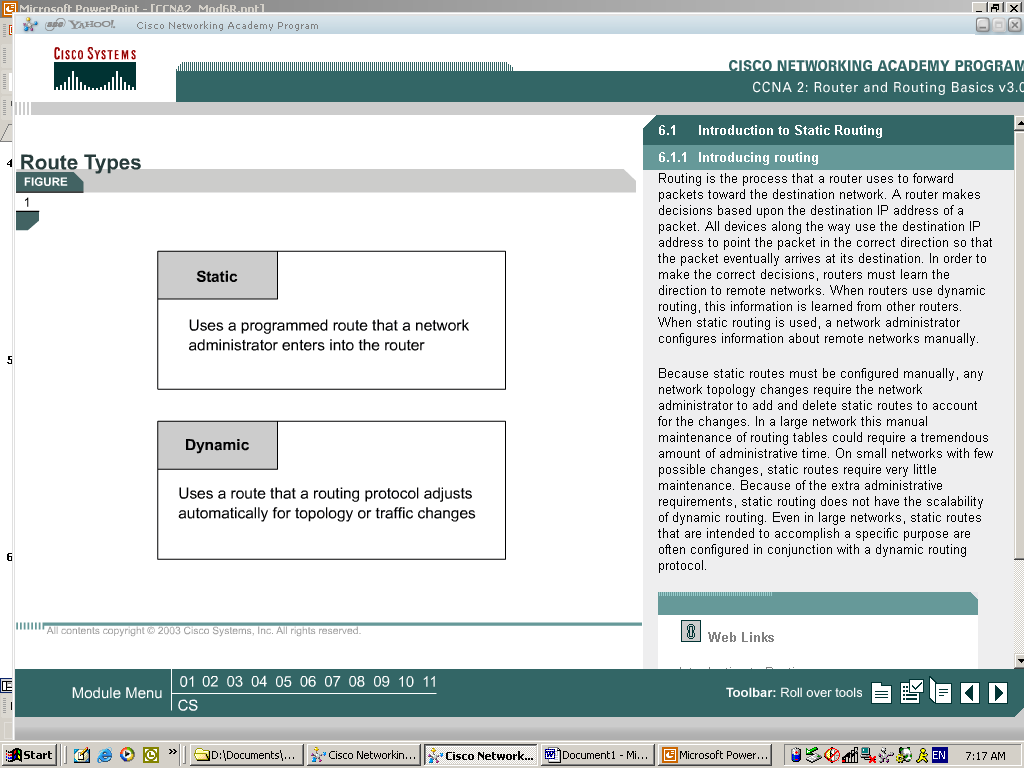 Microsoft PowerPoint - [CCNA2_Mod6R.ppt]
YAHOO! Cisco Networking Academy Program
CISCO SYSTEMS
CISCO NETWORKING ACADEMY PROGRAM
CCNA 2: Router and Routing Basics v3.0
6.1 Introduction to Static Routing
6.1.1 Introducing routing
Route Types
FIGURE
1
Static
Uses a programmed route that a network
administrator enters into the router
Dynamic
Uses a route that a routing protocol adjusts
automatically for topology or traffic changes
Routing is the process that a router uses to forward
packets toward the destination network. A router makes
decisions based upon the destination IP address of a
packet. All devices along the way use the destination IP
address to point the packet in the correct direction so that
the packet eventually arrives at its destination. In order to
make the correct decisions, routers must learn the
direction to remote networks. When routers use dynamic
routing, this information is learned from other routers.
When static routing is used, a network administrator
configures information about remote networks manually.
Because static routes must be configured manually, any
network topology changes require the network
administrator to add and delete static routes to account
for the changes. In a large network this manual
maintenance of routing tables could require a tremendous
amount of administrative time. On small networks with few
possible changes, static routes require very little
maintenance. Because of the extra administrative
requirements, static routing does not have the scalability
of dynamic routing. Even in large networks, static routes
that are intended to accomplish a specific purpose are
often configured in conjunction with a dynamic routing
protocol.
Web Links
4
5
6
All contents copyright © 2003 Cisco Systems, Inc. All rights reserved.
Module Menu
01 02 03 04 05 06 07 08 09 10 11
CS
Toolbar: Roll over tools
Start
»
D:\Documents\...
Cisco Networkin...
Cisco Network...
Document1 - Mi...
Microsoft Power...
EN
7:17 AM